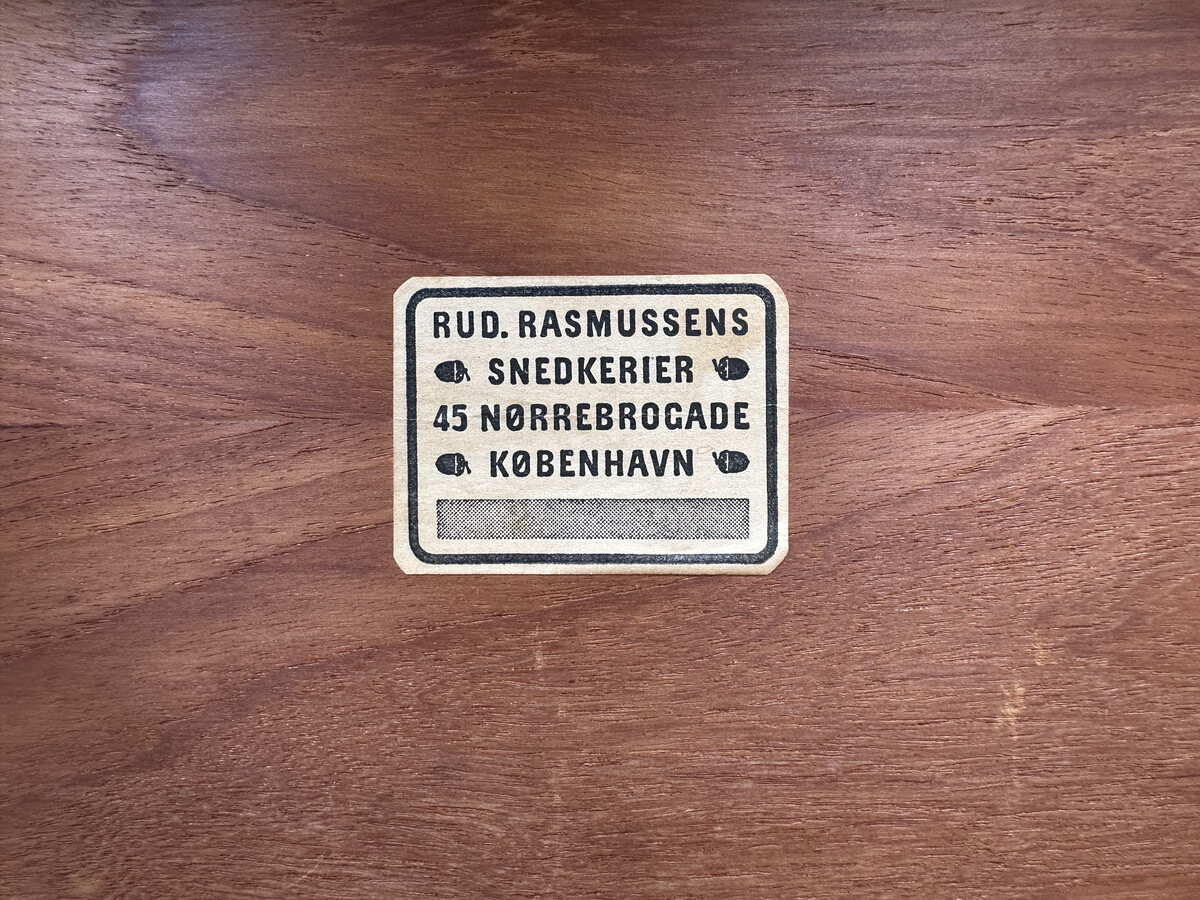 RUD. RASMUSSENS
SNEDKERIER
45 NØRREBROGADE
KØBENHAVN